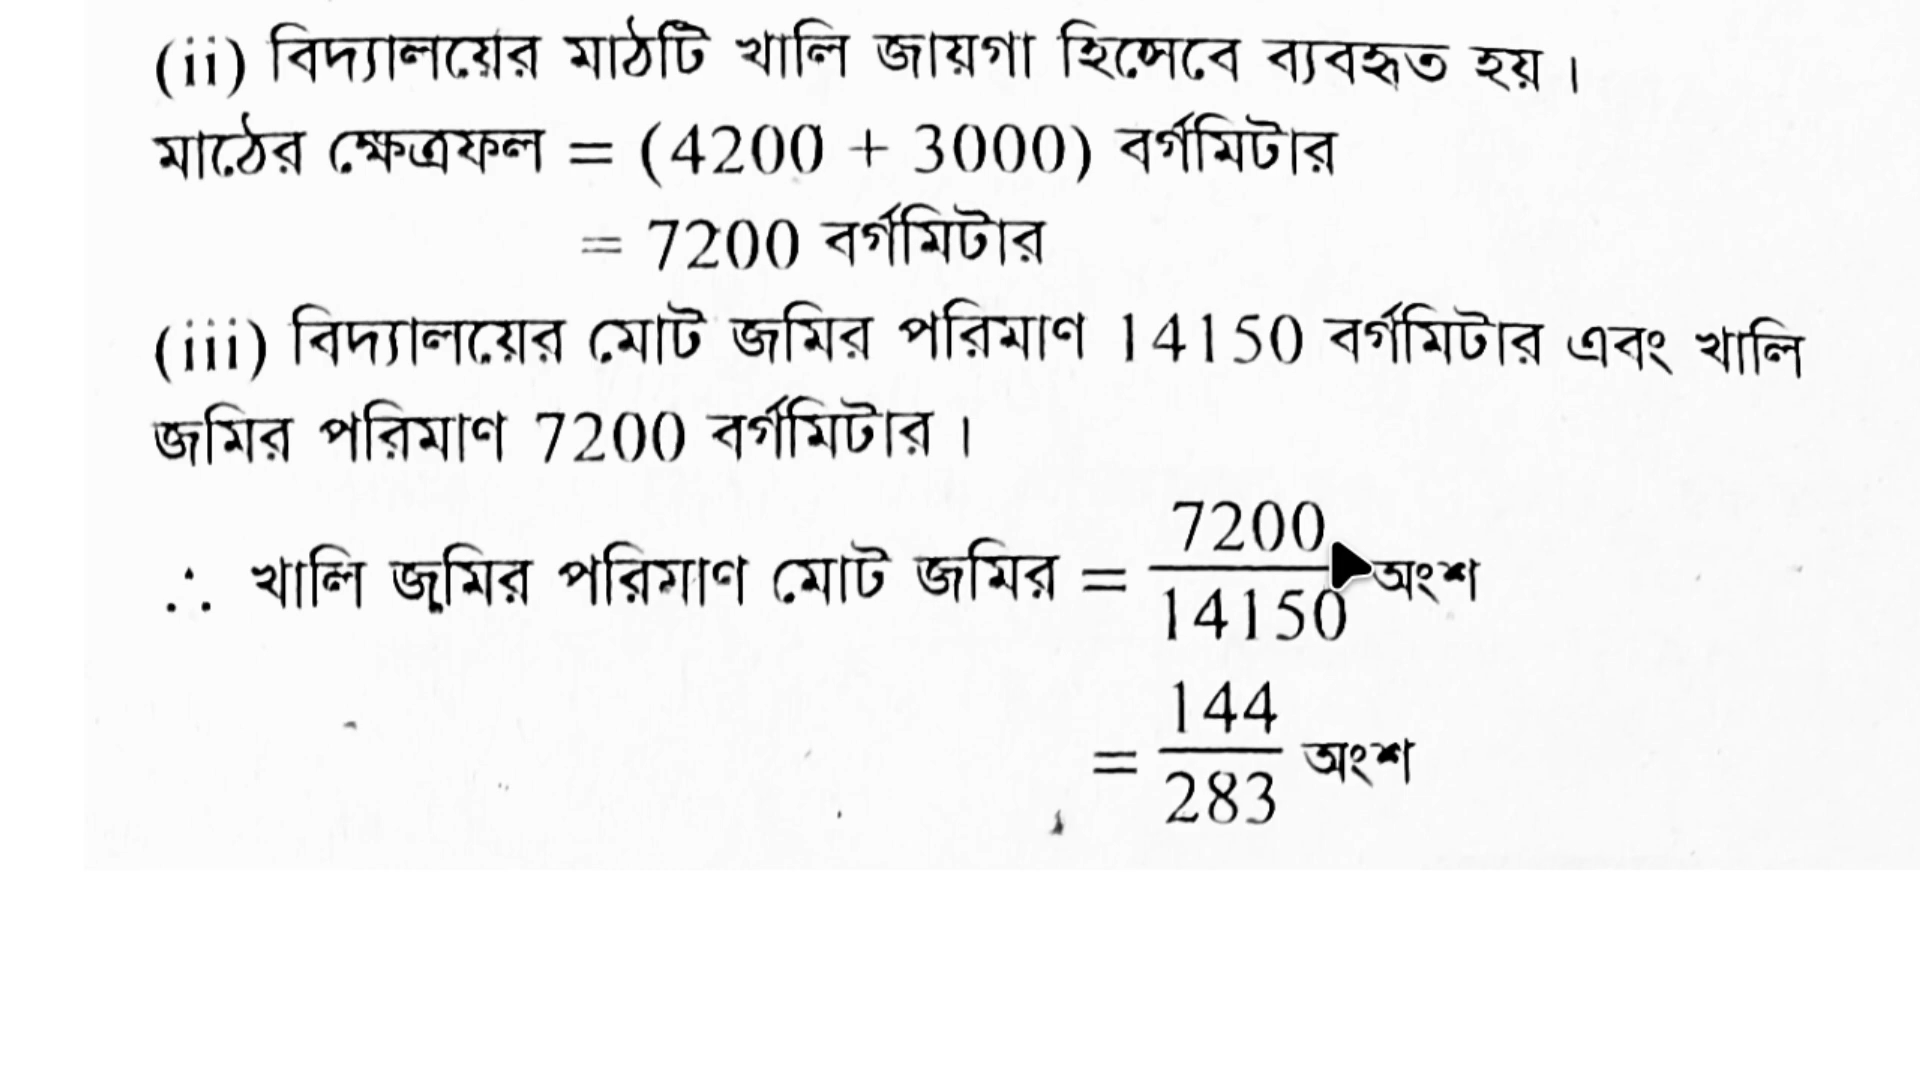 (ii) বিদ্যালয়ের মাঠটি খালি জায়গা হিসেবে ব্যবহৃত হয়।
মাঠের ক্ষেত্রফল = (4200 + 3000) বর্গমিটার
= 7200 বর্গমিটার
(iii) বিদ্যালয়ের মোট জমির পরিমাণ 14150 বর্গমিটার এবং খালি
জমির পরিমাণ 7200 বর্গমিটার।
∴ খালি জমির পরিমাণ মোট জমির = 7200/14150 অংশ
= 144/283 অংশ